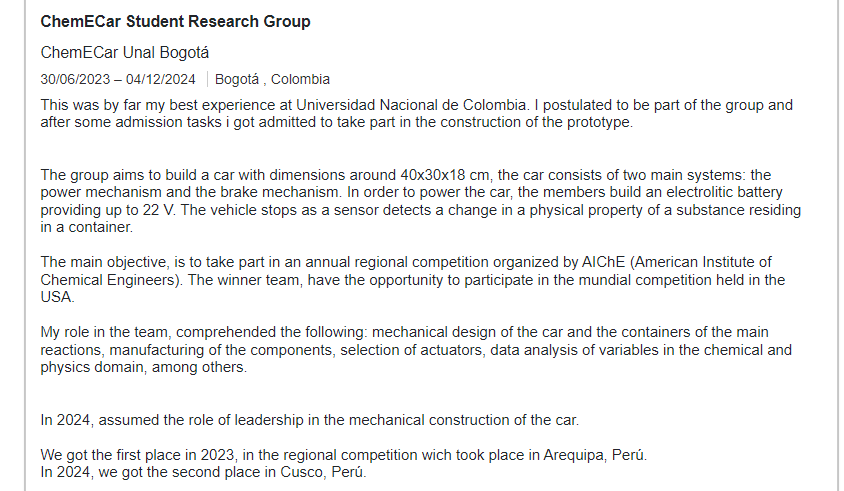 ChemECar Student Research Group
ChemECar Unal Bogotá
30/06/2023 – 04/12/2024 | Bogotá , Colombia
This was by far my best experience at Universidad Nacional de Colombia. I postulated to be part of the group and
after some admission tasks i got admitted to take part in the construction of the prototype.
The group aims to build a car with dimensions around 40x30x18 cm, the car consists of two main systems: the
power mechanism and the brake mechanism. In order to power the car, the members build an electrolitic battery
providing up to 22 V. The vehicle stops as a sensor detects a change in a physical property of a substance residing
in a container.
The main objective, is to take part in an annual regional competition organized by AIChE (American Institute of
Chemical Engineers). The winner team, have the opportunity to participate in the mundial competition held in the
USA.
My role in the team, comprehended the following: mechanical design of the car and the containers of the main
reactions, manufacturing of the components, selection of actuators, data analysis of variables in the chemical and
physics domain, among others.
In 2024, assumed the role of leadership in the mechanical construction of the car.
We got the first place in 2023, in the regional competition wich took place in Arequipa, Perú.
In 2024, we got the second place in Cusco, Perú.